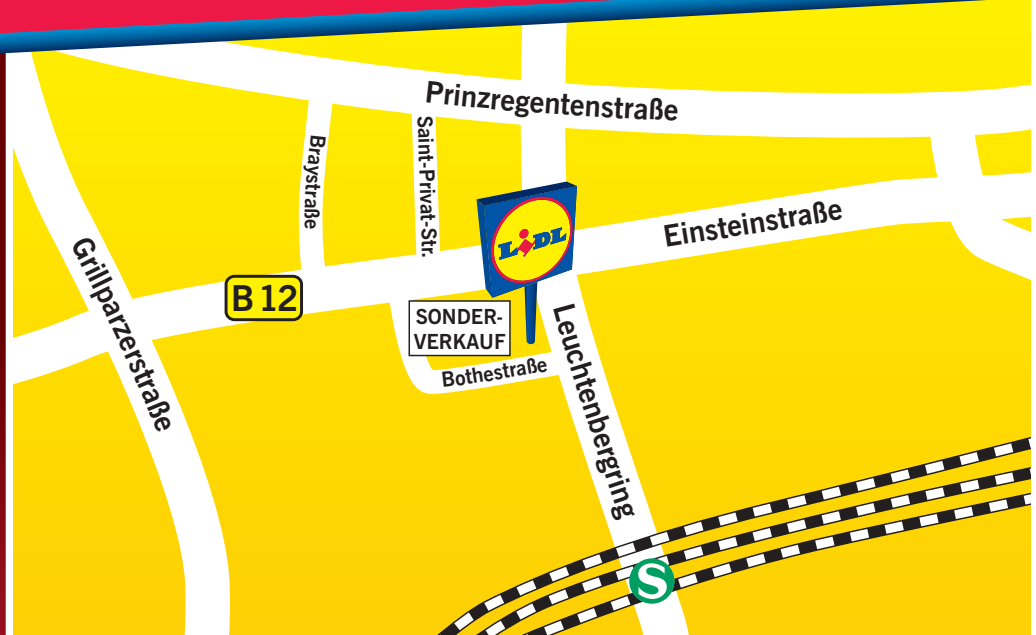 Prinzregentenstraße
Braystraße
Saint-Privat-Str.
Einsteinstraße
LiDL
Grillparzerstraße
B 12
SONDER-
VERKAUF
Leuchtenbergring
Bothestraße
S